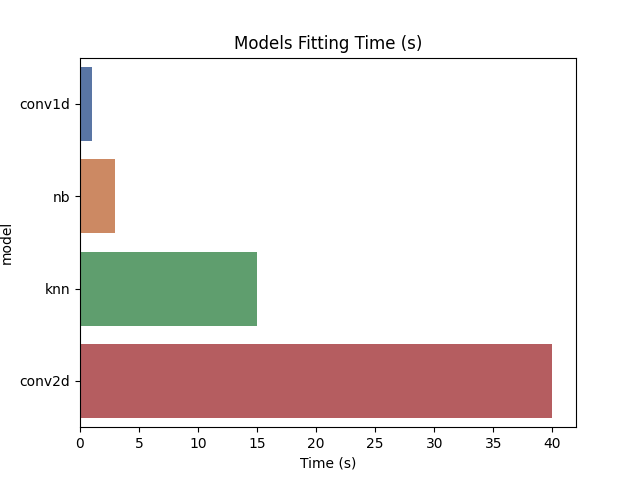 Models Fitting Time (s)
model
conv1d
nb
knn
conv2d
0 5 10 15 20 25 30 35 40
Time (s)